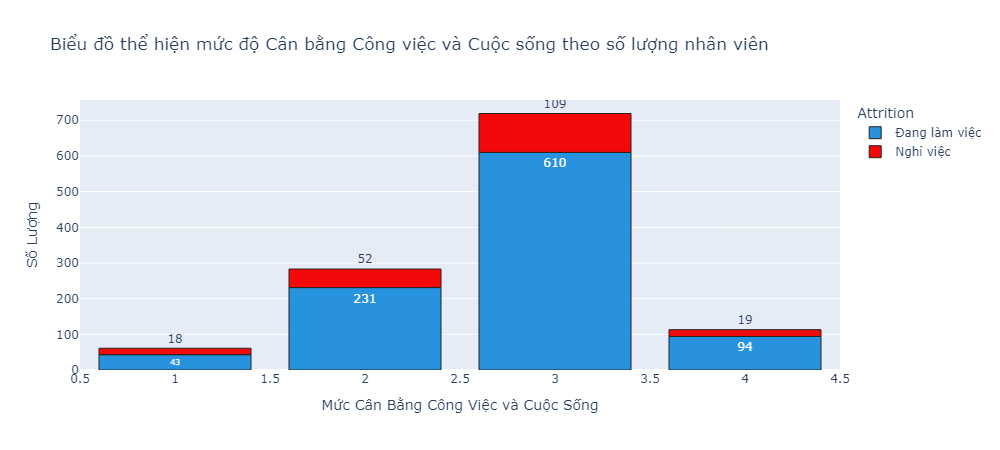 Biểu đồ thể hiện mức độ Cân bằng Công việc và Cuộc sống theo số lượng nhân viên
Attrition
Đang làm việc
Nghỉ việc
Số Lượng
700
600
500
400
300
200
100
0
109
610
52
231
18
43
19
94
0.5 1 1.5 2 2.5 3 3.5 4 4.5
Mức Cân Bằng Công Việc và Cuộc Sống